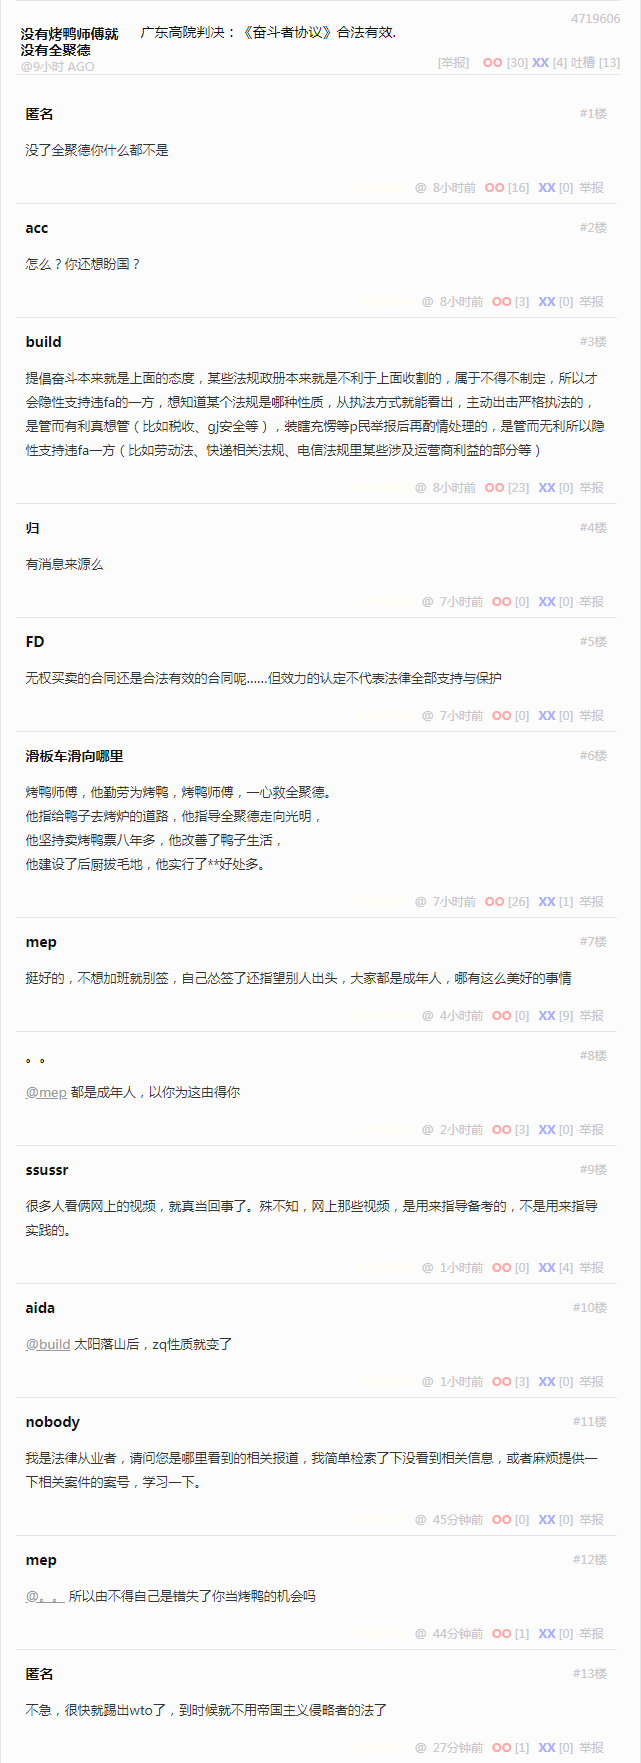 没有烤鸭师傅就
没有全聚德
@9小时 AGO
广东高院判决：《奋斗者协议》合法有效.
4719606
[举报] OO [30] XX [4] 吐槽 [13]
匿名 #1楼
没了全聚德你什么都不是
@ 8小时前 OO [16] XX [0] 举报
acc #2楼
怎么？你还想盼国？
@ 8小时前 OO [3] XX [0] 举报
build #3楼
提倡奋斗本来就是上面的态度，某些法规政册本来就是不利于上面收割的，属于不得不制定，所以才
会隐性支持违fa的一方，想知道某个法规是哪种性质，从执法方式就能看出，主动出击严格执法的，
是管而有利真想管（比如税收、gj安全等），装瞎充愣等p民举报后再酌情处理的，是管而无利所以隐
性支持违fa一方（比如劳动法、快递相关法规、电信法规里某些涉及运营商利益的部分等）
@ 8小时前 OO [23] XX [0] 举报
归 #4楼
有消息来源么
@ 7小时前 OO [0] XX [0] 举报
FD #5楼
无权买卖的合同还是合法有效的合同呢……但效力的认定不代表法律全部支持与保护
@ 7小时前 OO [0] XX [0] 举报
滑板车滑向哪里 #6楼
烤鸭师傅，他勤劳为烤鸭，烤鸭师傅，一心救全聚德。
他指给鸭子去烤炉的道路，他指导全聚德走向光明，
他坚持卖烤鸭票八年多，他改善了鸭子生活，
他建设了后厨拔毛地，他实行了**好处多。
@ 7小时前 OO [26] XX [1] 举报
mep #7楼
挺好的，不想加班就别签，自己怂签了还指望别人出头，大家都是成年人，哪有这么美好的事情
@ 4小时前 OO [0] XX [9] 举报
。。 #8楼
@mep 都是成年人，以你为这由得你
@ 2小时前 OO [3] XX [0] 举报
ssussr #9楼
很多人看俩网上的视频，就真当回事了。殊不知，网上那些视频，是用来指导备考的，不是用来指导
实践的。
@ 1小时前 OO [0] XX [4] 举报
aida #10楼
@build 太阳落山后，zq性质就变了
@ 1小时前 OO [3] XX [0] 举报
nobody #11楼
我是法律从业者，请问您是哪里看到的相关报道，我简单检索了下没看到相关信息，或者麻烦提供一
下相关案件的案号，学习一下。
@ 45分钟前 OO [0] XX [0] 举报
mep #12楼
@。。 所以由不得自己是错失了你当烤鸭的机会吗
@ 44分钟前 OO [1] XX [0] 举报
匿名 #13楼
不急，很快就踢出wto了，到时候就不用帝国主义侵略者的法了
@ 27分钟前 OO [1] XX [0] 举报